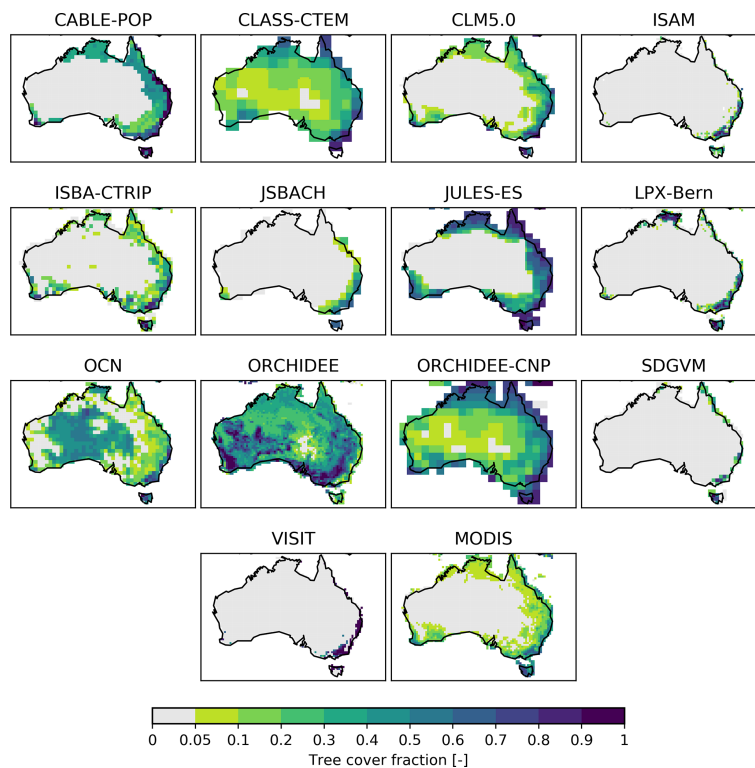 CABLE-POP CLASS-CTEM CLM5.0 ISAM
ISBA-CTRIP JSBACH JULES-ES LPX-Bern
OCN ORCHIDEE ORCHIDEE-CNP SDGVM
VISIT MODIS
0 0.05 0.1 0.2 0.3 0.4 0.5 0.6 0.7 0.8 0.9 1
Tree cover fraction [-]